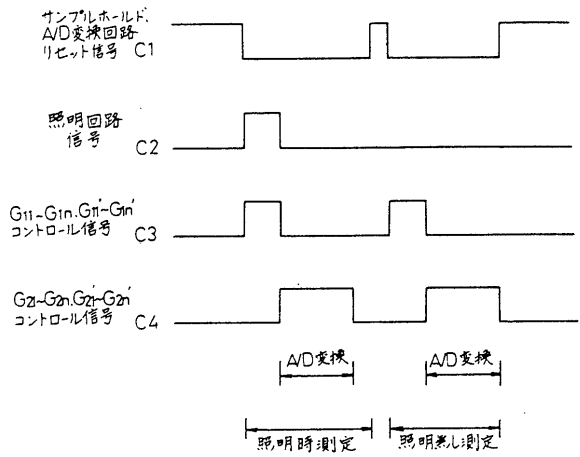 サンプルホールド、
A/D変換回路
リセット信号 C1
照明回路
信号 C2
G11~G1n.G11'~G1n'
コントロール信号 C3
G21~G2n.G21'~G2n'
コントロール信号 C4
A/D変換 A/D変換
照明時測定 照明無し測定